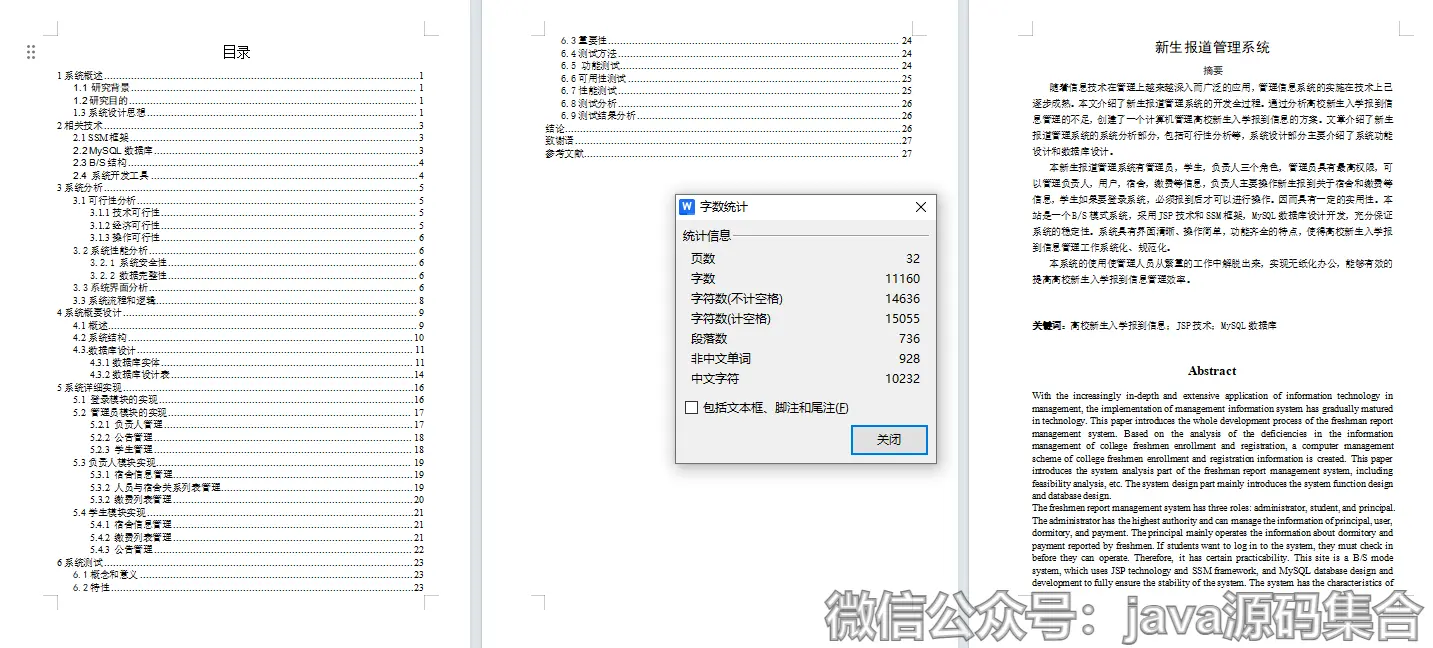 目录
1 系统概述 1
1.1 研究背景 1
1.2 研究目的 1
1.3 系统设计思想 1
2 相关技术 3
2.1 SSM 框架 3
2.2 MySQL 数据库 3
2.3 B/S 结构 4
2.4 系统开发工具 4
3 系统分析 5
3.1 可行性分析 5
3.1.1 技术可行性 5
3.1.2 经济可行性 5
3.1.3 操作可行性 6
3.2 系统性能分析 6
3.2.1 系统安全性 6
3.2.2 数据完整性 6
3.3 系统界面分析 6
3.3 系统流程和逻辑 8
4 系统概要设计 9
4.1 概述 9
4.2 系统结构 10
4.3.数据库设计 11
4.3.1 数据库实体 11
4.3.2 数据库设计表 14
5 系统详细实现 16
5.1 登录模块的实现 16
5.2 管理员模块的实现 17
5.2.1 负责人管理 17
5.2.2 公告管理 18
5.2.3 学生管理 18
5.3 负责人模块实现 19
5.3.1 宿舍信息管理 19
5.3.2 人员与宿舍关系列表管理 19
5.3.2 缴费列表管理 20
5.4 学生模块实现 21
5.4.1 宿舍信息管理 21
5.4.2 缴费列表管理 21
5.4.3 公告管理 22
6 系统测试 23
6.1 概念和意义 23
6.2 特性 23
6.3 重要性 24
6.4 测试方法 24
6.5 功能测试 24
6.6 可用性测试 25
6.7 性能测试 25
6.8 测试分析 26
6.9 测试结果分析 26
结论 26
致谢语 27
参考文献 27
字数统计
统计信息
页数 32
字数 11160
字符数(不计空格) 14636
字符数(计空格) 15055
段落数 736
非中文单词 928
中文字符 10232
包括文本框、脚注和尾注(F)
关闭
新生报道管理系统
摘要
随着信息技术在管理上越来越深入而广泛的应用，管理信息系统的实施在技术上已
逐步成熟。本文介绍了新生报道管理系统的开发全过程。通过分析高校新生入学报到信
息管理的不足，创建了一个计算机管理高校新生入学报到信息的方案。文章介绍了新生
报道管理系统的系统分析部分，包括可行性分析等，系统设计部分主要介绍了系统功能
设计和数据库设计。
本新生报道管理系统有管理员，学生，负责人三个角色，管理员具有最高权限，可
以管理负责人，用户，宿舍，缴费等信息，负责人主要操作新生报到关于宿舍和缴费等
信息，学生如果要登录系统，必须报到后才可以进行操作。因而具有一定的实用性。本
站是一个 B/S 模式系统，采用 JSP 技术和 SSM 框架，MySQL 数据库设计开发，充分保证
系统的稳定性。系统具有界面清晰、操作简单，功能齐全的特点，使得高校新生入学报
到信息管理工作系统化、规范化。
本系统的使用使管理人员从繁重的工作中解脱出来，实现无纸化办公，能够有效的
提高高校新生入学报到信息管理效率。
关键词：高校新生入学报到信息；JSP 技术；MySQL 数据库
Abstract
With the increasingly in-depth and extensive application of information technology in
management, the implementation of management information system has gradually matured
in technology. This paper introduces the whole development process of the freshman report
management system. Based on the analysis of the deficiencies in the information
management of college freshmen enrollment and registration, a computer management
scheme of college freshmen enrollment and registration information is created. This paper
introduces the system analysis part of the freshman report management system, including
feasibility analysis, etc. The system design part mainly introduces the system function design
and database design.
The freshmen report management system has three roles: administrator, student, and principal.
The administrator has the highest authority and can manage the information of principal, user,
dormitory, and payment. The principal mainly operates the information about dormitory and
payment reported by freshmen. If students want to log in to the system, they must check in
before they can operate. Therefore, it has certain practicability. This site is a B/S mode
system, which uses JSP technology and SSM framework, and MySQL database design and
development to fully ensure the stability of the system. The system has the characteristics of
微信公众号：java源码集合